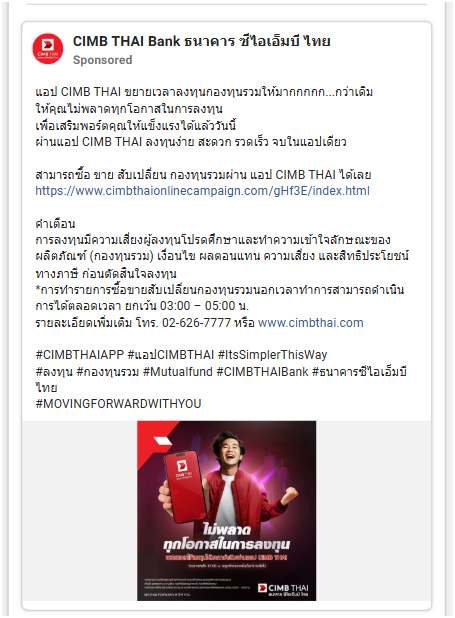 CIMB THAI Bank ธนาคาร ซีไอเอ็มบี ไทย
Sponsored
แอป CIMB THAI ขยายเวลาลงทุนกองทุนรวมให้มากกกกก...กว่าเดิม
ให้คุณไม่พลาดทุกโอกาสในการลงทุน
เพื่อเสริมพอร์ตคุณให้แข็งแรงได้แล้ววันนี้
ผ่านแอป CIMB THAI ลงทุนง่าย สะดวก รวดเร็ว จบในแอปเดียว
สามารถซื้อ ขาย สับเปลี่ยน กองทุนรวมผ่าน แอป CIMB THAI ได้เลย
https://www.cimbthaionlinecampaign.com/gHf3E/index.html
คำเตือน
การลงทุนมีความเสี่ยงผู้ลงทุนโปรดศึกษาและทำความเข้าใจลักษณะของ
ผลิตภัณฑ์ (กองทุนรวม) เงื่อนไข ผลตอบแทน ความเสี่ยง และสิทธิประโยชน์
ทางภาษี ก่อนตัดสินใจลงทุน
*การทำรายการซื้อขายสับเปลี่ยนกองทุนรวมนอกเวลาทำการสามารถดำเนิน
การได้ตลอดเวลา ยกเว้น 03:00 – 05:00 น.
รายละเอียดเพิ่มเติม โทร. 02-626-7777 หรือ www.cimbthai.com
#CIMBTHAIAPP #แอปCIMBTHAI #ItsSimplerThisWay
#ลงทุน #กองทุนรวม #Mutualfund #CIMBTHAIBank #ธนาคารซีไอเอ็มบี
ไทย
#MOVINGFORWARDWITHYOU
CIMB THAI
ไม่พลาด
ทุกโอกาสในการลงทุน
CIMB THAI
CIMB THAI
ธนาคาร ซีไอเอ็มบี ไทย